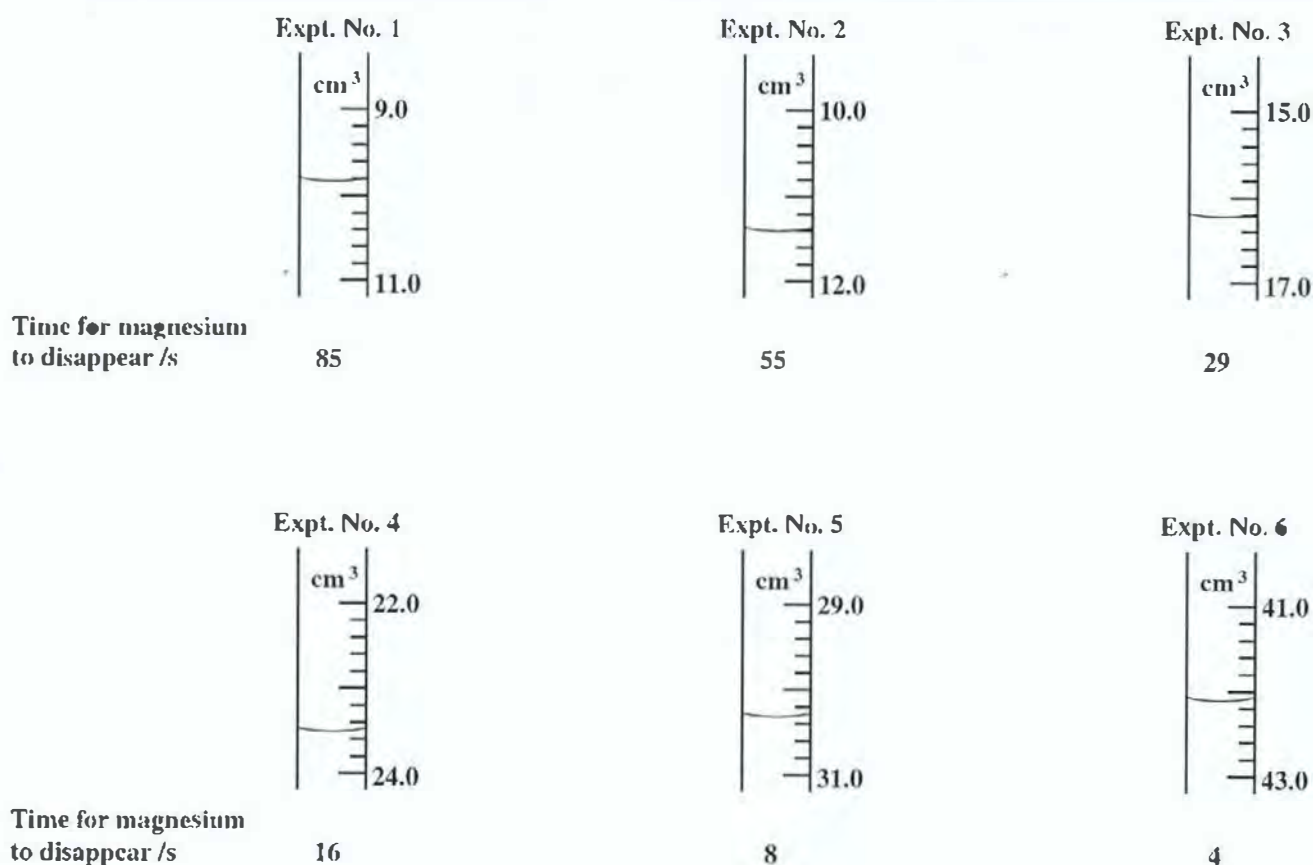 Expt. No. 1 Expt. No. 2 Expt. No. 3
cm³ 9.0 cm³ 10.0 cm³ 15.0
11.0 12.0 17.0
Time for magnesium
to disappear /s 85 55 29
Expt. No. 4 Expt. No. 5 Expt. No. 6
cm³ 22.0 cm³ 29.0 cm³ 41.0
24.0 31.0 43.0
Time for magnesium
to disappear /s 16 8 4